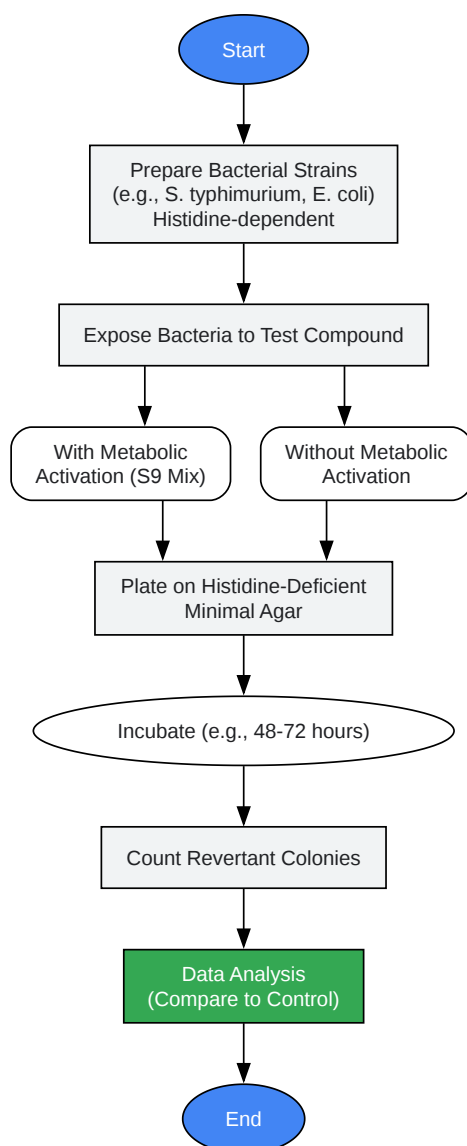 Start
Prepare Bacterial Strains
(e.g., S. typhimurium, E. coli)
Histidine-dependent
Expose Bacteria to Test Compound
With Metabolic
Activation (S9 Mix)
Without Metabolic
Activation
Plate on Histidine-Deficient
Minimal Agar
Incubate (e.g., 48-72 hours)
Count Revertant Colonies
Data Analysis
(Compare to Control)
End